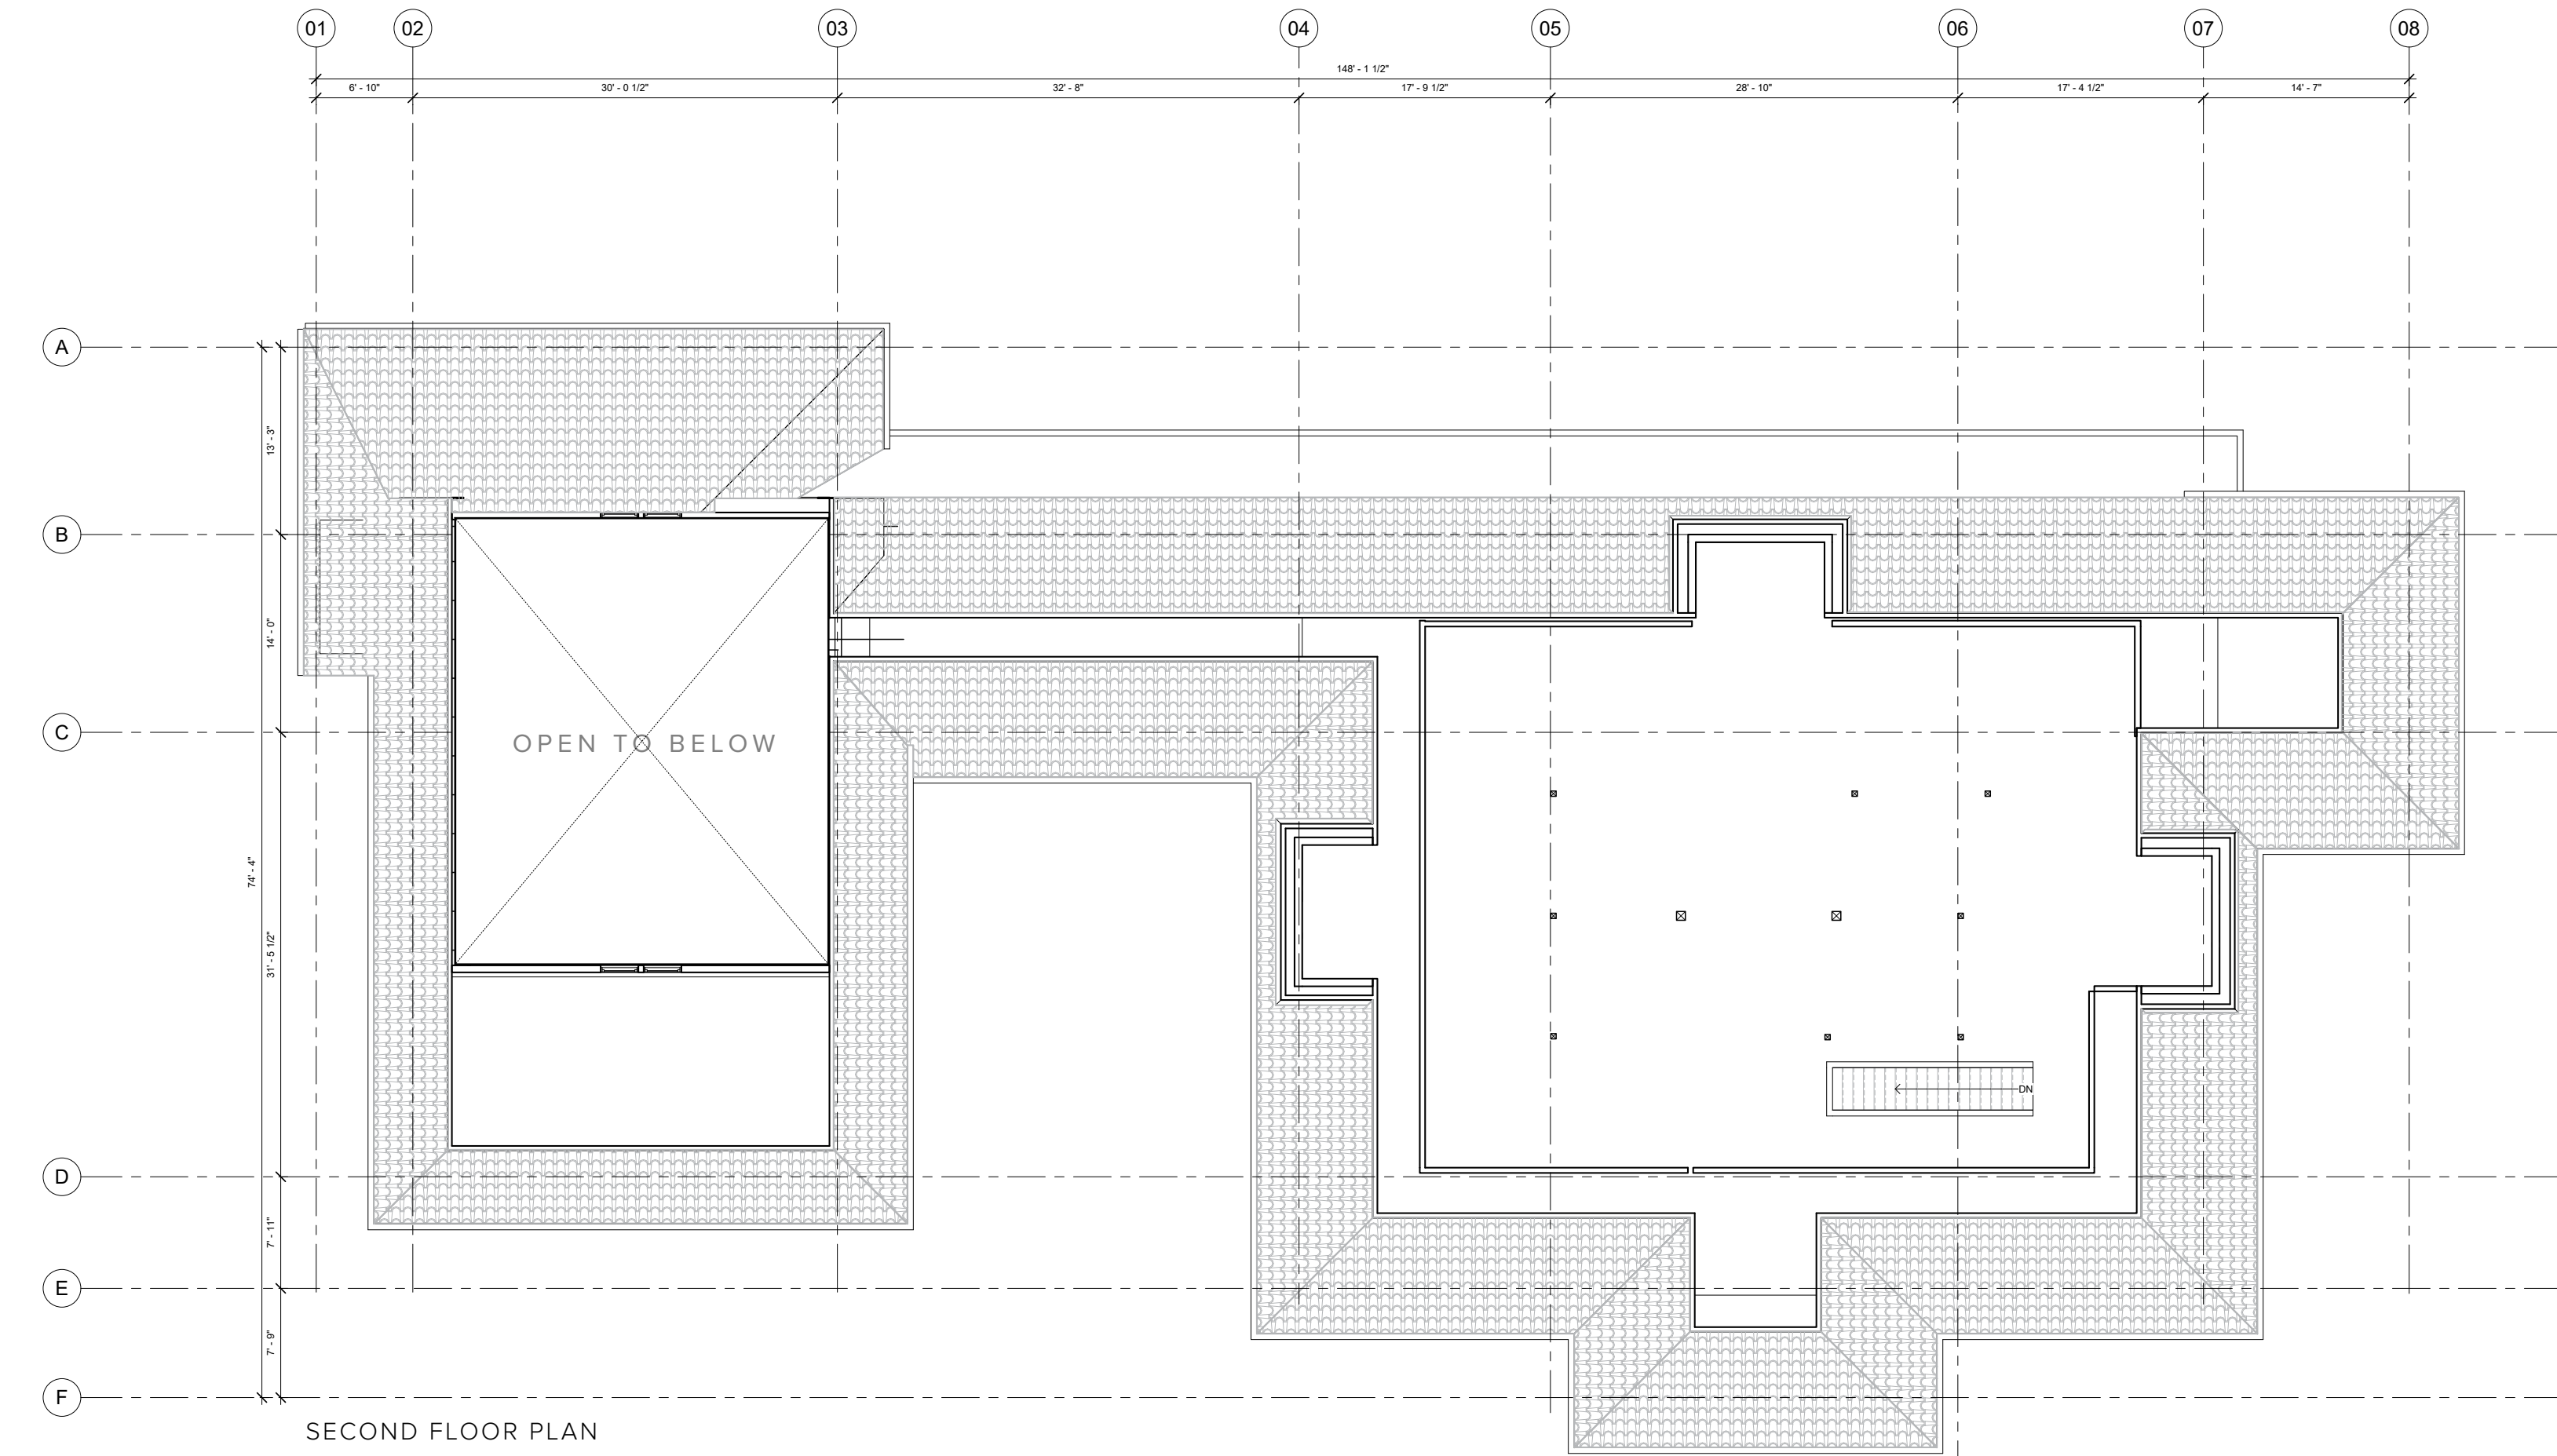 01 02 03 04 05 06 07 08
148' - 1 1/2"
6' - 10" 30' - 0 1/2" 32' - 8" 17' - 9 1/2" 28' - 10" 17' - 4 1/2" 14' - 7"
A
13' - 3"
B
14' - 0"
C
OPEN TO BELOW
74' - 4"
31' - 5 1/2"
DN
D
7' - 11"
E
7' - 9"
F
SECOND FLOOR PLAN